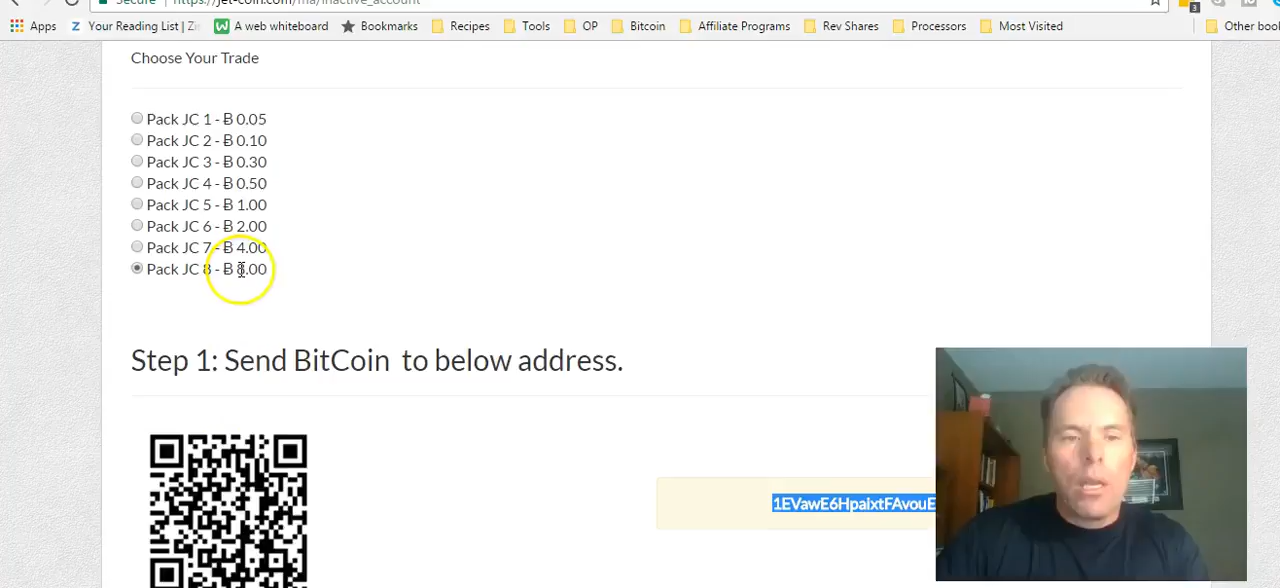 Secure https://jet-coin.com/ma/inactive_account
Apps Your Reading List | Zi A web whiteboard Bookmarks Recipes Tools OP Bitcoin Affiliate Programs Rev Shares Processors Most Visited Other book
3
Choose Your Trade
Pack JC 1 - Ƀ 0.05
Pack JC 2 - Ƀ 0.10
Pack JC 3 - Ƀ 0.30
Pack JC 4 - Ƀ 0.50
Pack JC 5 - Ƀ 1.00
Pack JC 6 - Ƀ 2.00
Pack JC 7 - Ƀ 4.00
Pack JC 8 - Ƀ 8.00
Step 1: Send BitCoin to below address.
1EVawE6HpaixtFAvouE